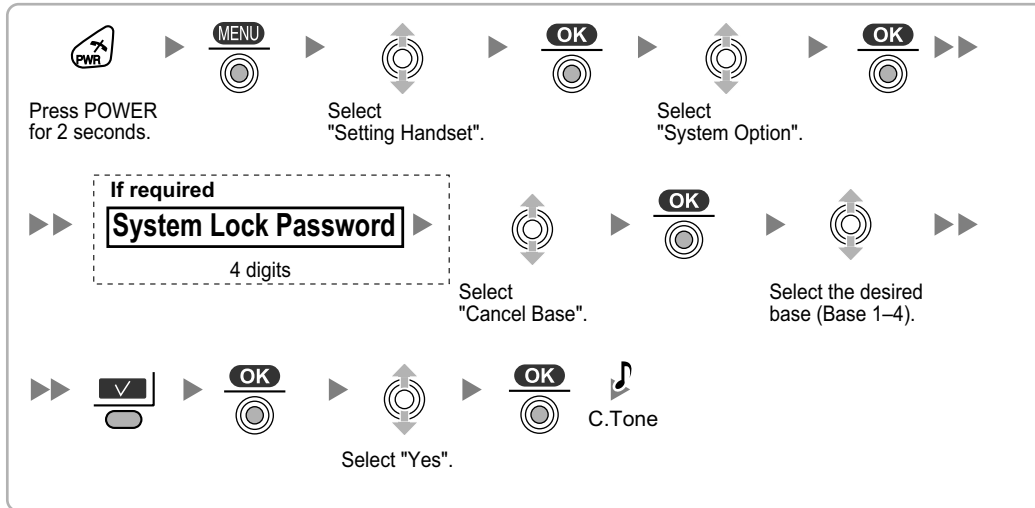 PWR
MENU
OK
OK
Press POWER
for 2 seconds.
Select
"Setting Handset".
Select
"System Option".
If required
System Lock Password
4 digits
OK
Select
"Cancel Base".
Select the desired
base (Base 1–4).
OK
OK
C.Tone
Select "Yes".